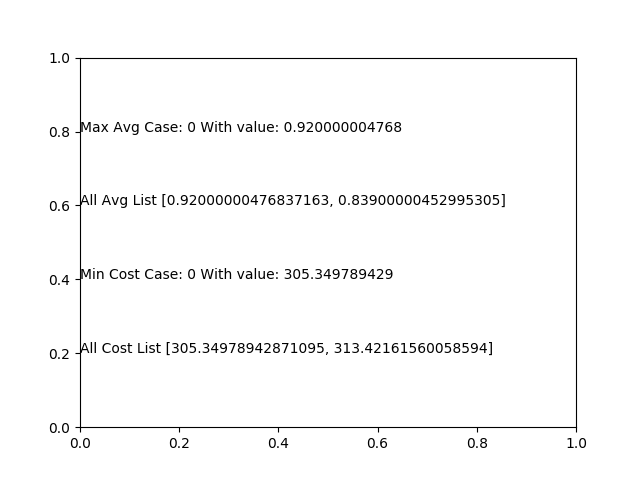 1.0
0.8
Max Avg Case: 0 With value: 0.920000004768
0.6
All Avg List [0.92000000476837163, 0.83900000452995305]
0.4
Min Cost Case: 0 With value: 305.349789429
0.2
All Cost List [305.34978942871095, 313.42161560058594]
0.0
0.0 0.2 0.4 0.6 0.8 1.0